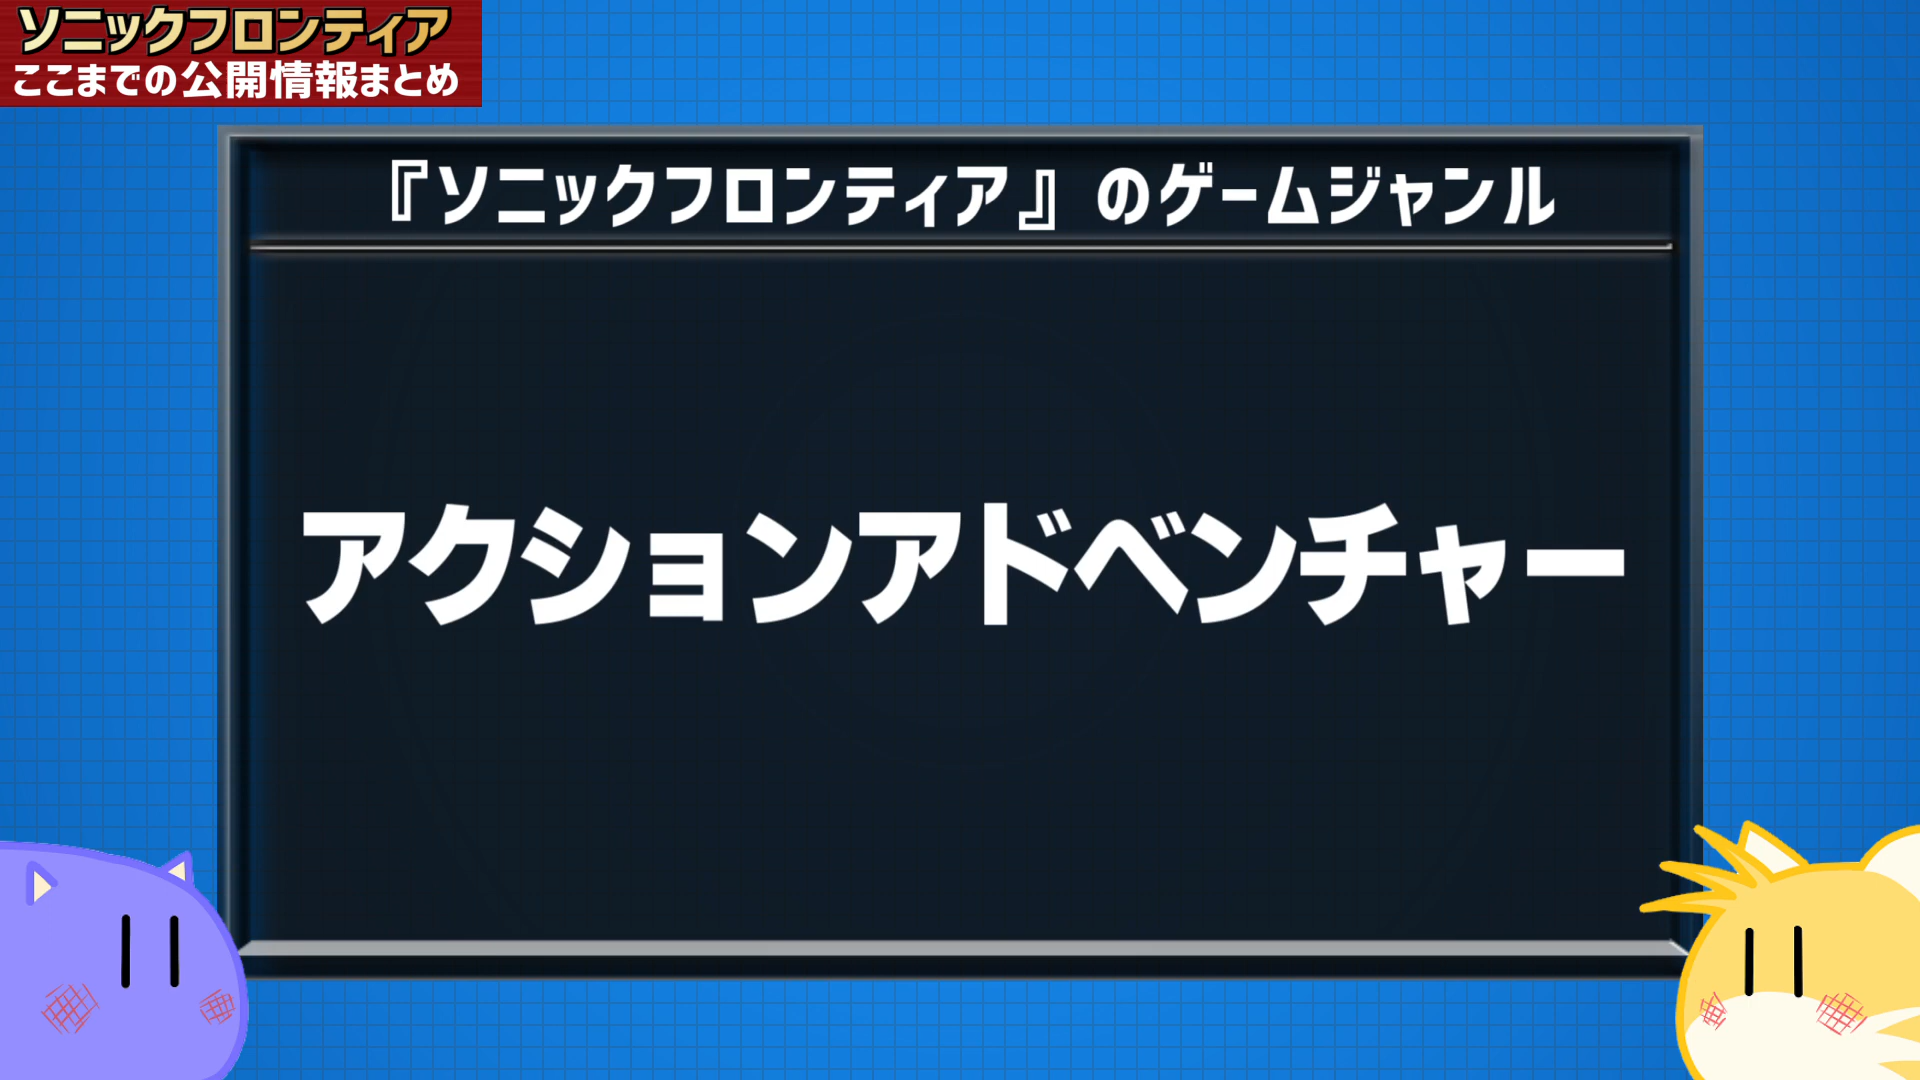 ソニックフロンティア
ここまでの公開情報まとめ
『ソニックフロンティア』のゲームジャンル
アクションアドベンチャー